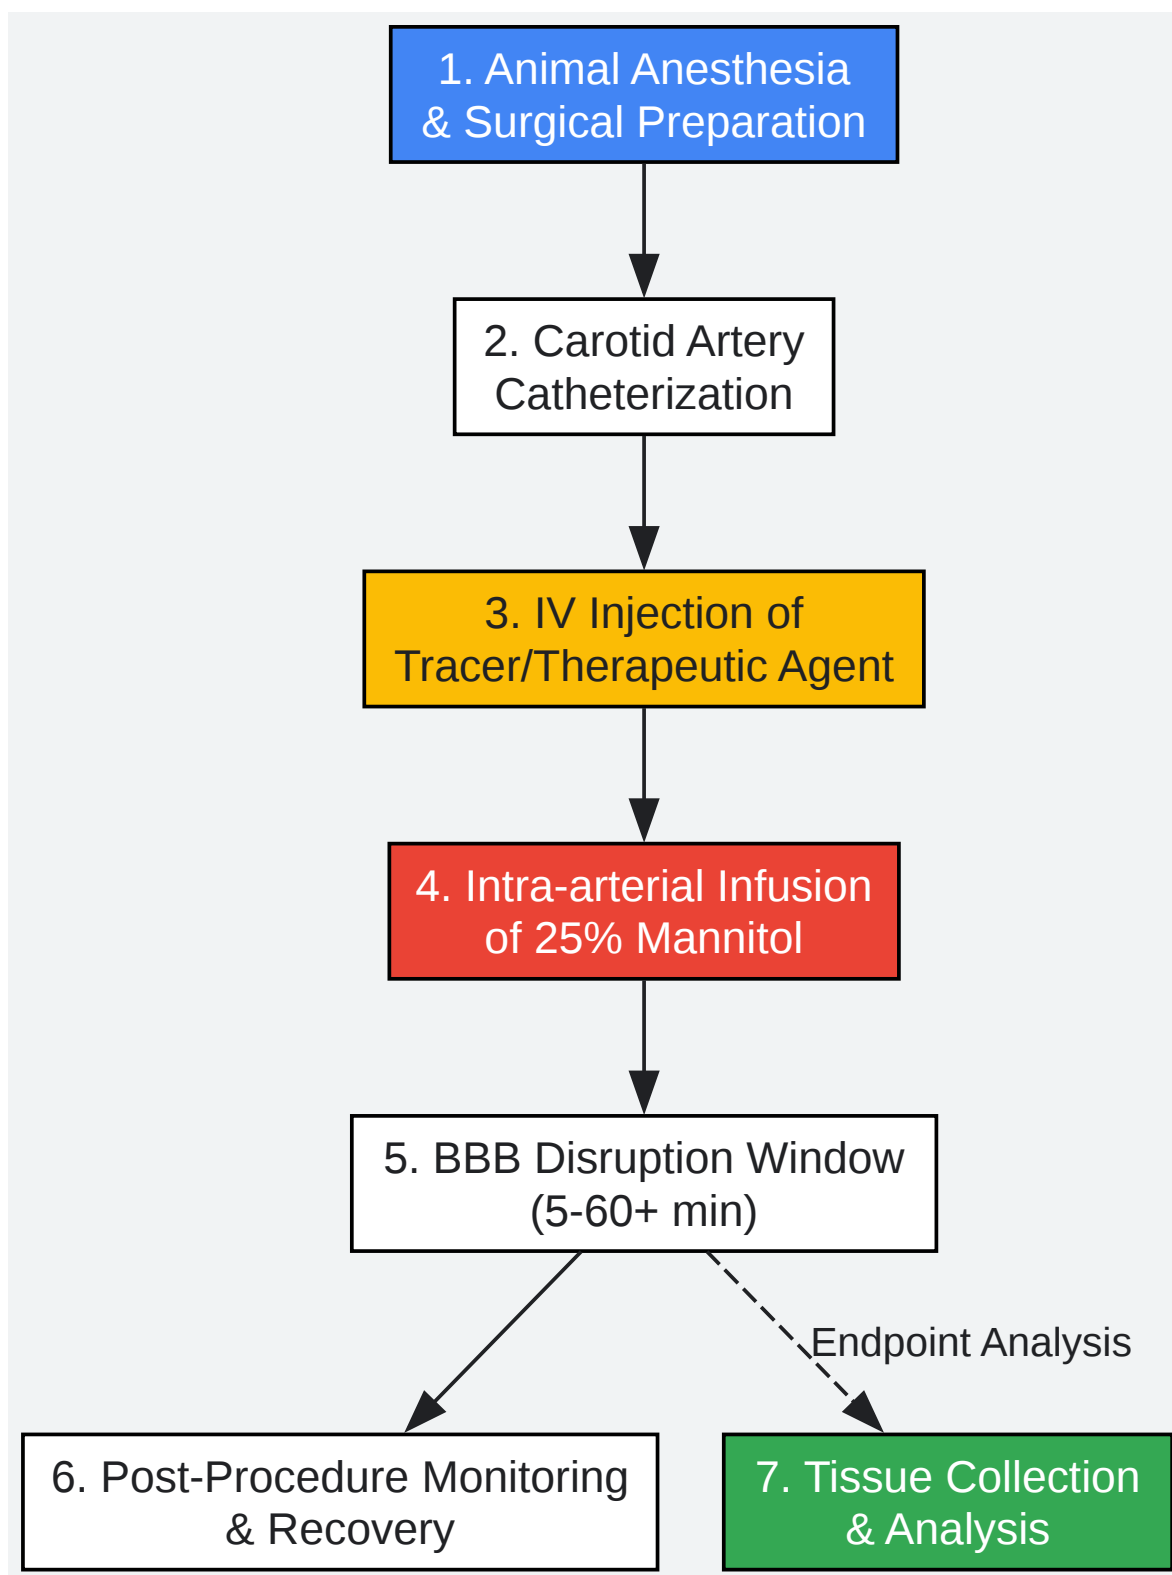 1. Animal Anesthesia
& Surgical Preparation
2. Carotid Artery
Catheterization
3. IV Injection of
Tracer/Therapeutic Agent
4. Intra-arterial Infusion
of 25% Mannitol
5. BBB Disruption Window
(5-60+ min)
Endpoint Analysis
6. Post-Procedure Monitoring
& Recovery
7. Tissue Collection
& Analysis